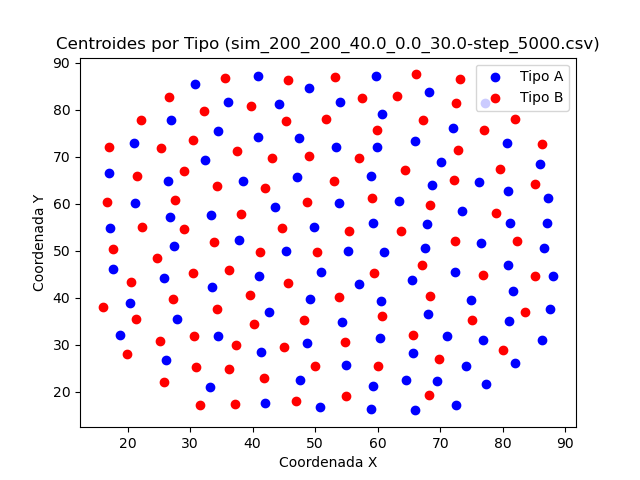 Centroides por Tipo (sim_200_200_40.0_0.0_30.0-step_5000.csv)
Tipo A
Tipo B
90
80
70
60
50
40
30
20
Coordenada Y
20 30 40 50 60 70 80 90
Coordenada X